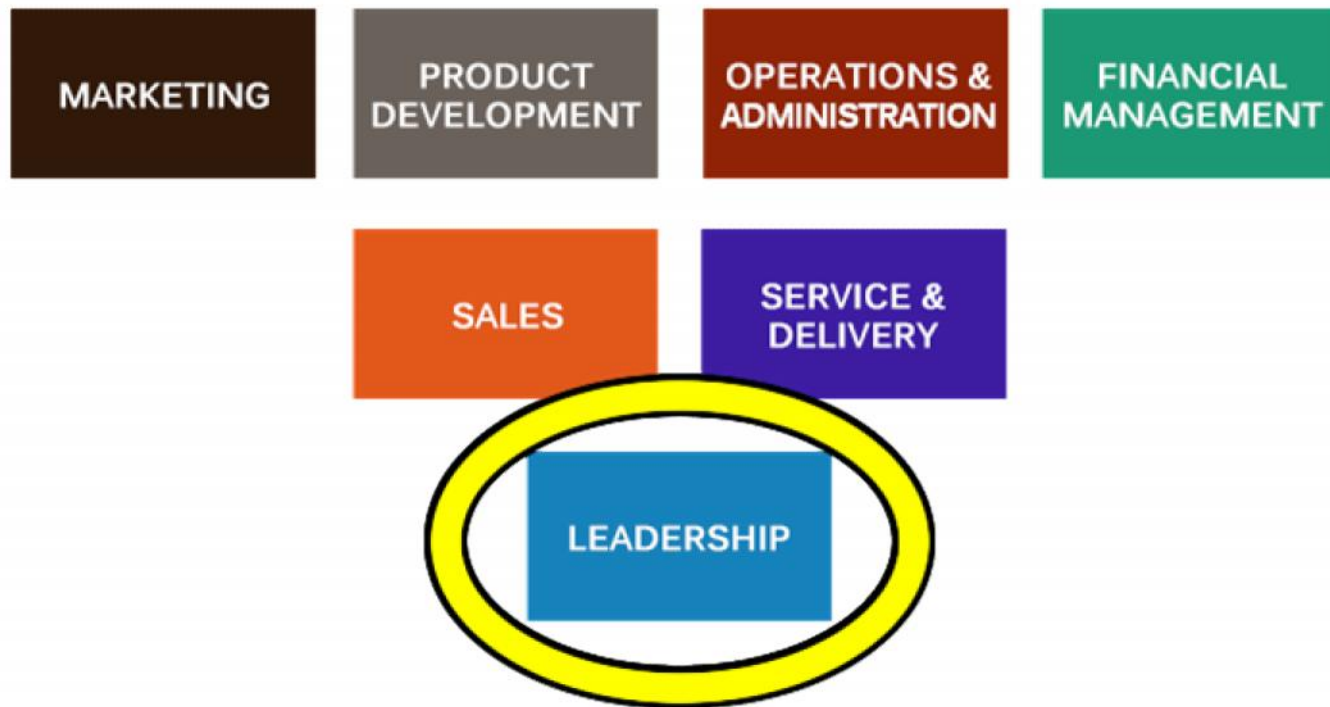 MARKETING
PRODUCT
DEVELOPMENT
OPERATIONS &
ADMINISTRATION
FINANCIAL
MANAGEMENT
SALES
SERVICE &
DELIVERY
LEADERSHIP